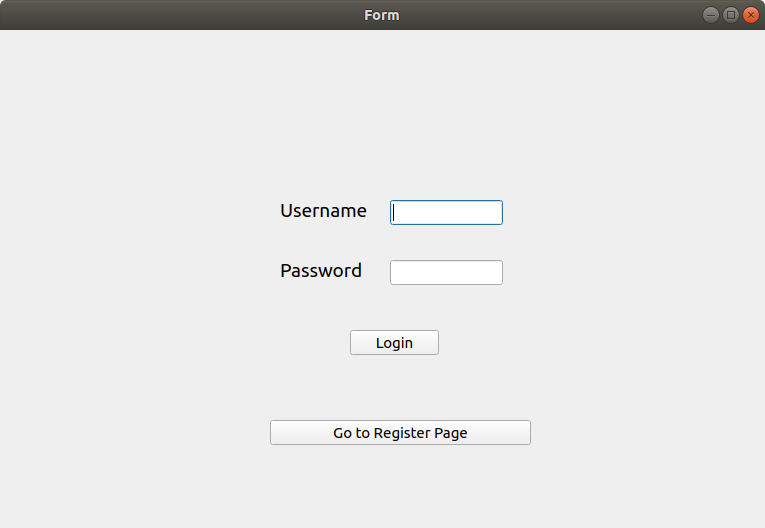 Form
Username
Password
Login
Go to Register Page